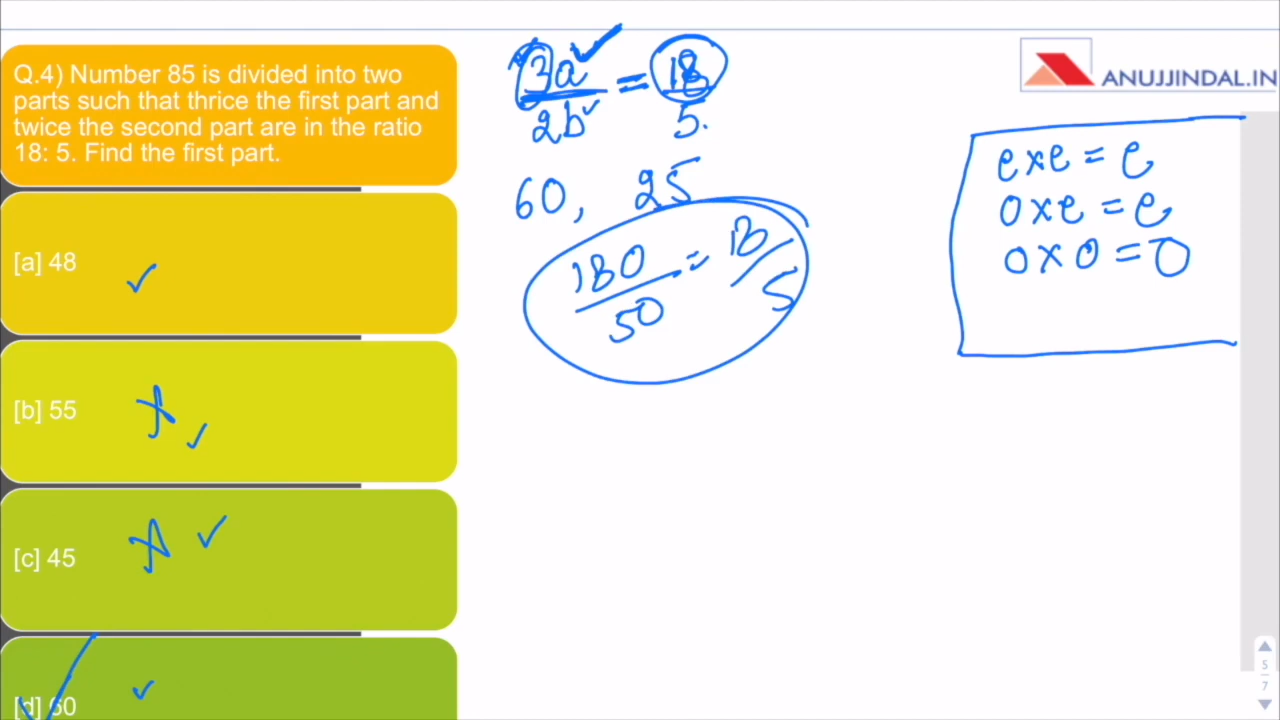 Q.4) Number 85 is divided into two
parts such that thrice the first part and
twice the second part are in the ratio
18: 5. Find the first part.
[a] 48
[b] 55
[c] 45
[d] 60
3a/2b = 18/5.
60, 25
180/50 = 18/5
ANUJJINDAL.IN
e x e = e
o x e = e
o x o = o
5
7